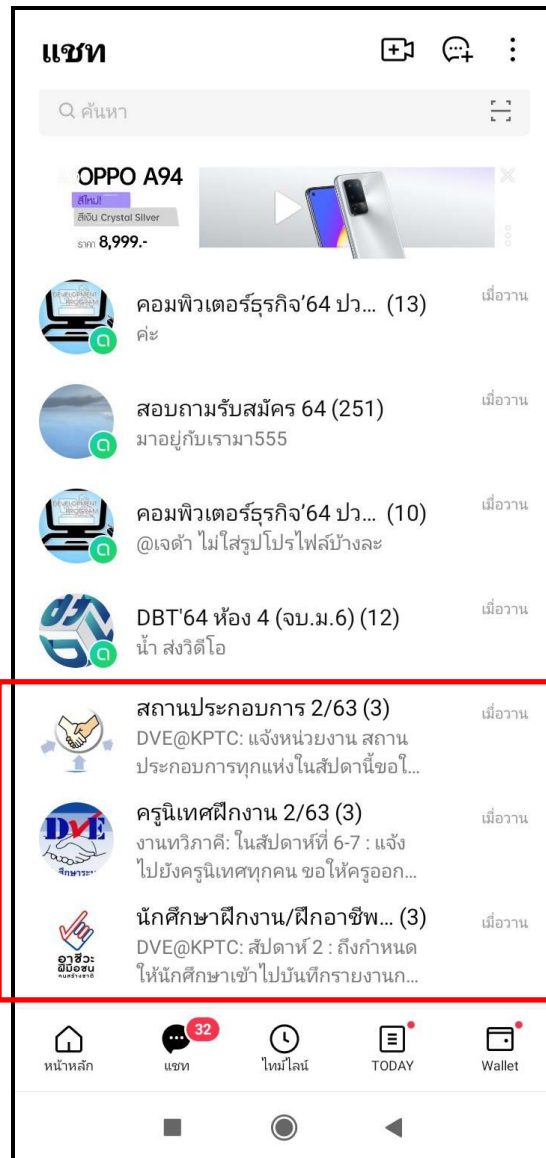 แชท
ค้นหา
OPPO A94
สีใหม่!
สีเงิน Crystal Silver
ราคา 8,999.-
คอมพิวเตอร์ธุรกิจ'64 ปว... (13)
เมื่อวาน
ค่ะ
สอบถามรับสมัคร 64 (251)
เมื่อวาน
มาอยู่กับเรามา555
คอมพิวเตอร์ธุรกิจ'64 ปว... (10)
เมื่อวาน
@เจด้า ไม่ใส่รูปโปรไฟล์บ้างละ
DBT'64 ห้อง 4 (จบ.ม.6) (12)
เมื่อวาน
น้ำ ส่งวิดีโอ
สถานประกอบการ 2/63 (3)
เมื่อวาน
DVE@KPTC: แจ้งหน่วยงาน สถาน
ประกอบการทุกแห่งในสัปดานี้ขอใ...
DVE
ครูนิเทศฝึกงาน 2/63 (3)
เมื่อวาน
งานทวิภาคี: ในสัปดาห์ที่ 6-7 : แจ้ง
ไปยังครูนิเทศทุกคน ขอให้ครูออก...
อาชีวะ
ฝีมือชน
คนสร้างชาติ
นักศึกษาฝึกงาน/ฝึกอาชีพ... (3)
เมื่อวาน
DVE@KPTC: สัปดาห์ 2 : ถึงกำหนด
ให้นักศึกษาเข้าไปบันทึกรายงานก...
32
หน้าหลัก
แชท
ไทม์ไลน์
TODAY
Wallet